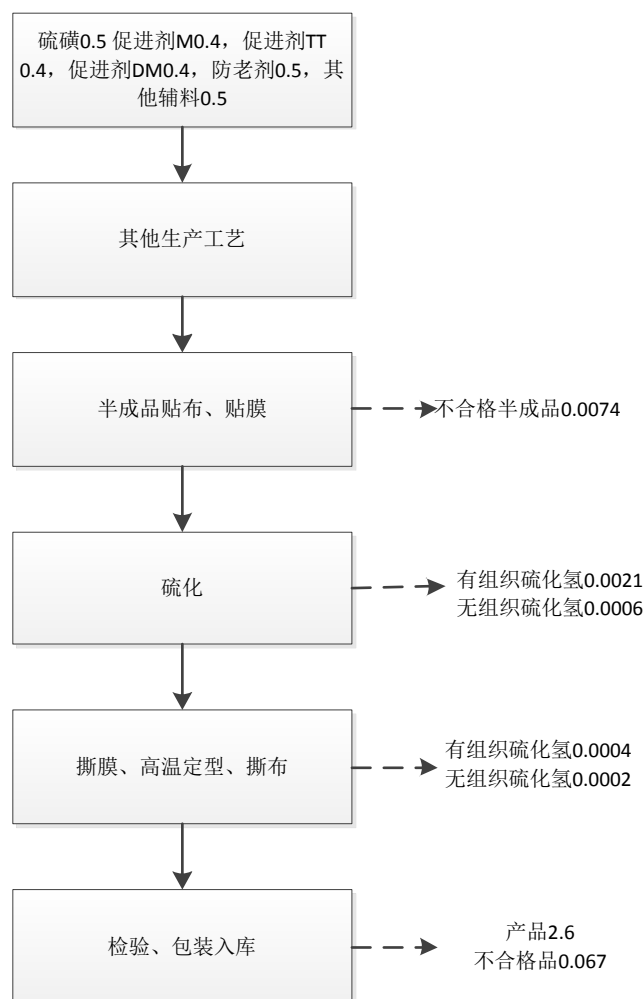 硫磺0.5 促进剂M0.4，促进剂TT
0.4，促进剂DM0.4，防老剂0.5，其
他辅料0.5
其他生产工艺
半成品贴布、贴膜
不合格半成品0.0074
硫化
有组织硫化氢0.0021
无组织硫化氢0.0006
撕膜、高温定型、撕布
有组织硫化氢0.0004
无组织硫化氢0.0002
检验、包装入库
产品2.6
不合格品0.067